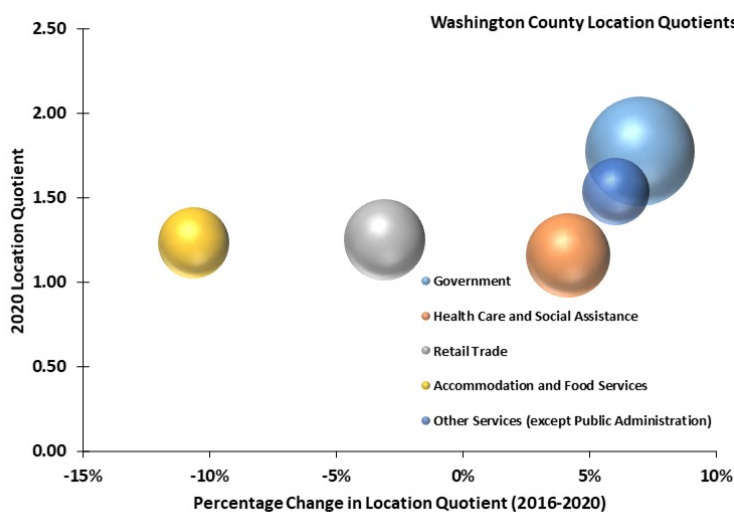 Washington County Location Quotients
2.50
2.00
1.50
1.00
0.50
0.00
2020 Location Quotient
Government
Health Care and Social Assistance
Retail Trade
Accommodation and Food Services
Other Services (except Public Administration)
-15%
-10%
-5%
0%
5%
10%
Percentage Change in Location Quotient (2016-2020)